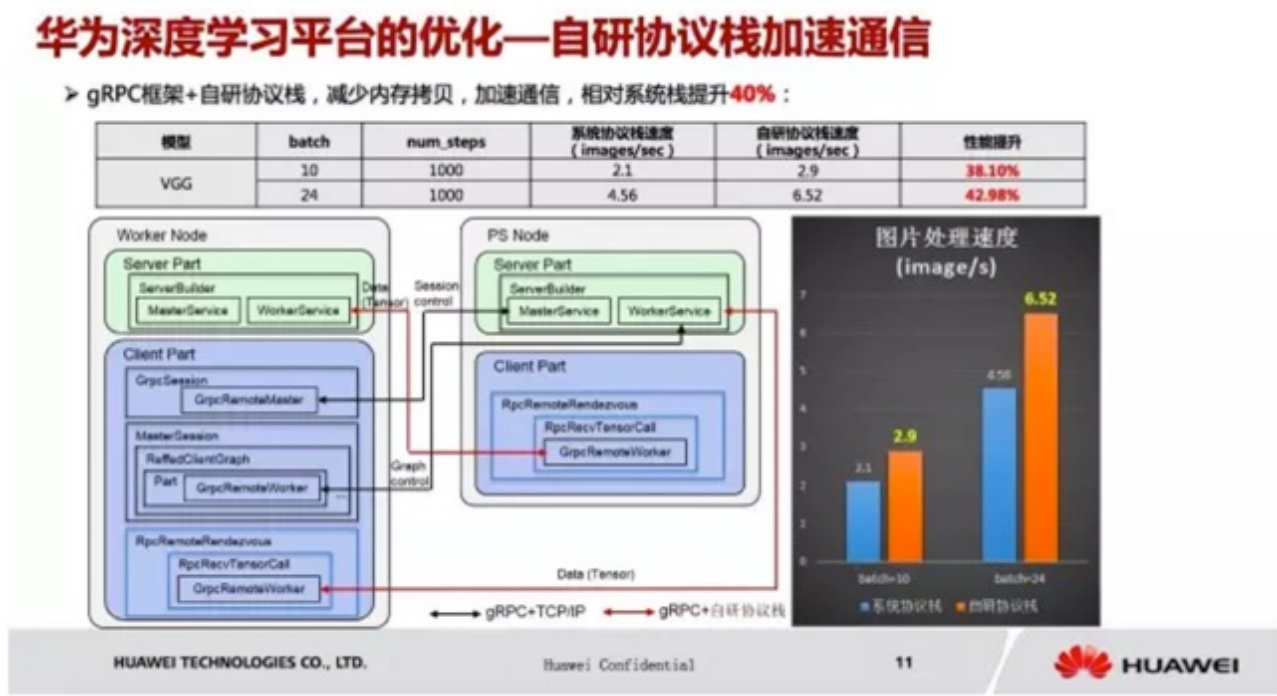 华为深度学习平台的优化—自研协议栈加速通信
➤ gRPC框架+自研协议栈，减少内存拷贝，加速通信，相对系统栈提升40%：
模型 batch num_steps 系统协议栈速度 (images/sec) 自研协议栈速度 (images/sec) 性能提升
VGG 10 1000 2.1 2.9 38.10%
24 1000 4.56 6.52 42.98%
Worker Node
Server Part
ServerBuilder
MasterService WorkerService
Client Part
GrpcSession
GrpcRemoteMaster
MasterSession
ReffedClientGraph
Part GrpcRemoteWorker
...
RpcRemoteRendezvous
RpcRecvTensorCall
GrpcRemoteWorker
Data (Tensor)
Session control
Graph control
PS Node
Server Part
ServerBuilder
MasterService WorkerService
Client Part
RpcRemoteRendezvous
RpcRecvTensorCall
GrpcRemoteWorker
Data (Tensor)
gRPC+TCP/IP gRPC+自研协议栈
图片处理速度
(image/s)
7
6
5
4
3
2
1
0
2.1
2.9
4.56
6.52
batch=10 batch=24
系统协议栈 自研协议栈
HUAWEI TECHNOLOGIES CO., LTD. Huawei Confidential 11 HUAWEI